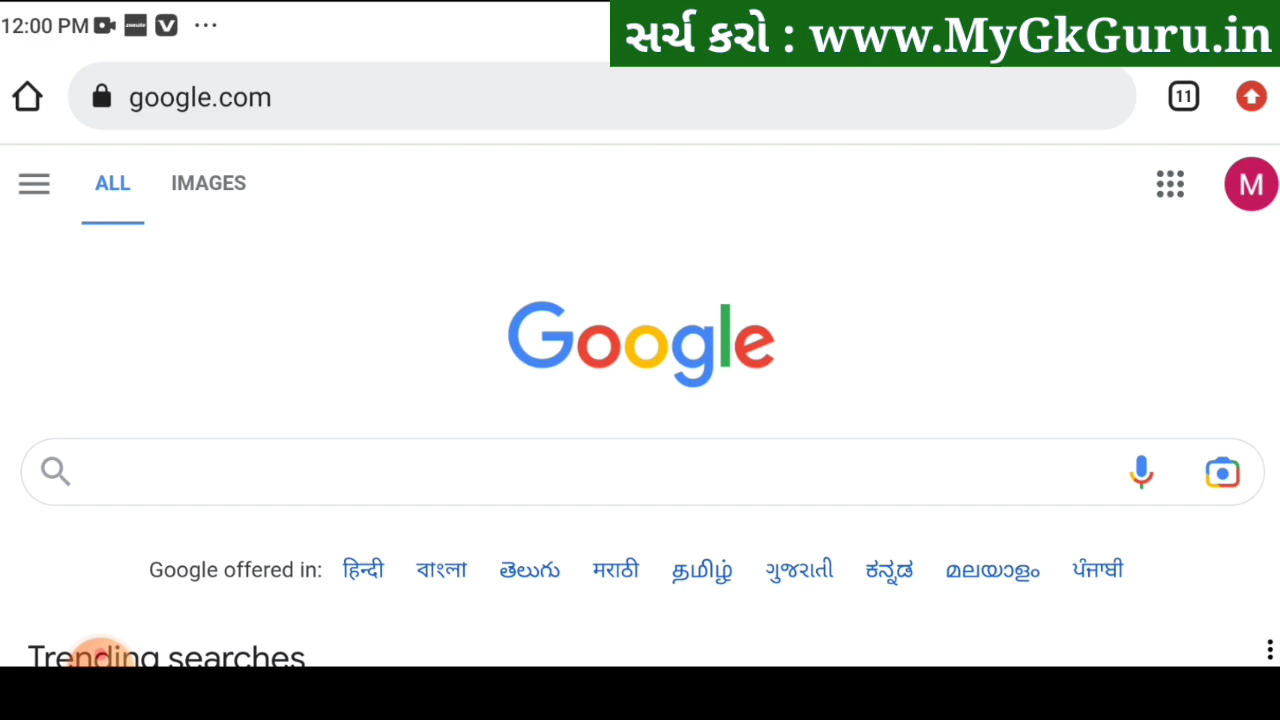 12:00 PM
સર્ચ કરો : www.MyGkGuru.in
google.com
11
ALL IMAGES
M
Google
Google offered in: हिन्दी বাংলা తెలుగు मराठी தமிழ் ગુજરાતી ಕನ್ನಡ മലയാളം ਪੰਜਾਬੀ
Trending searches